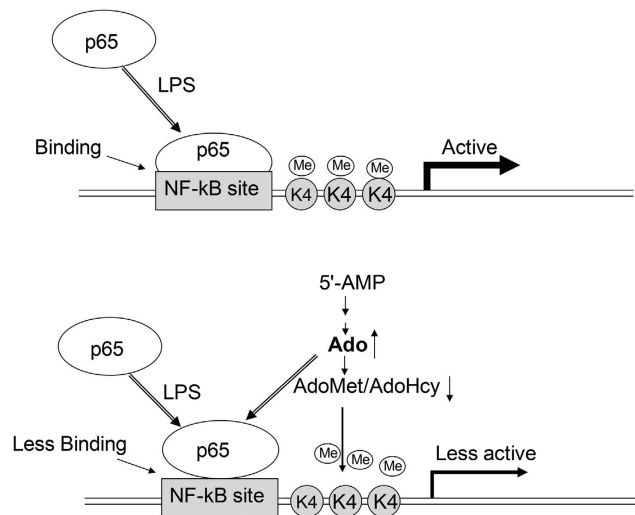 p65
LPS
Binding
p65
Me Me Me
Active
NF-kB site
K4 K4 K4
5'-AMP
Ado
p65
AdoMet/AdoHcy
LPS
Less Binding
p65
Me Me Me
Less active
NF-kB site
K4 K4 K4